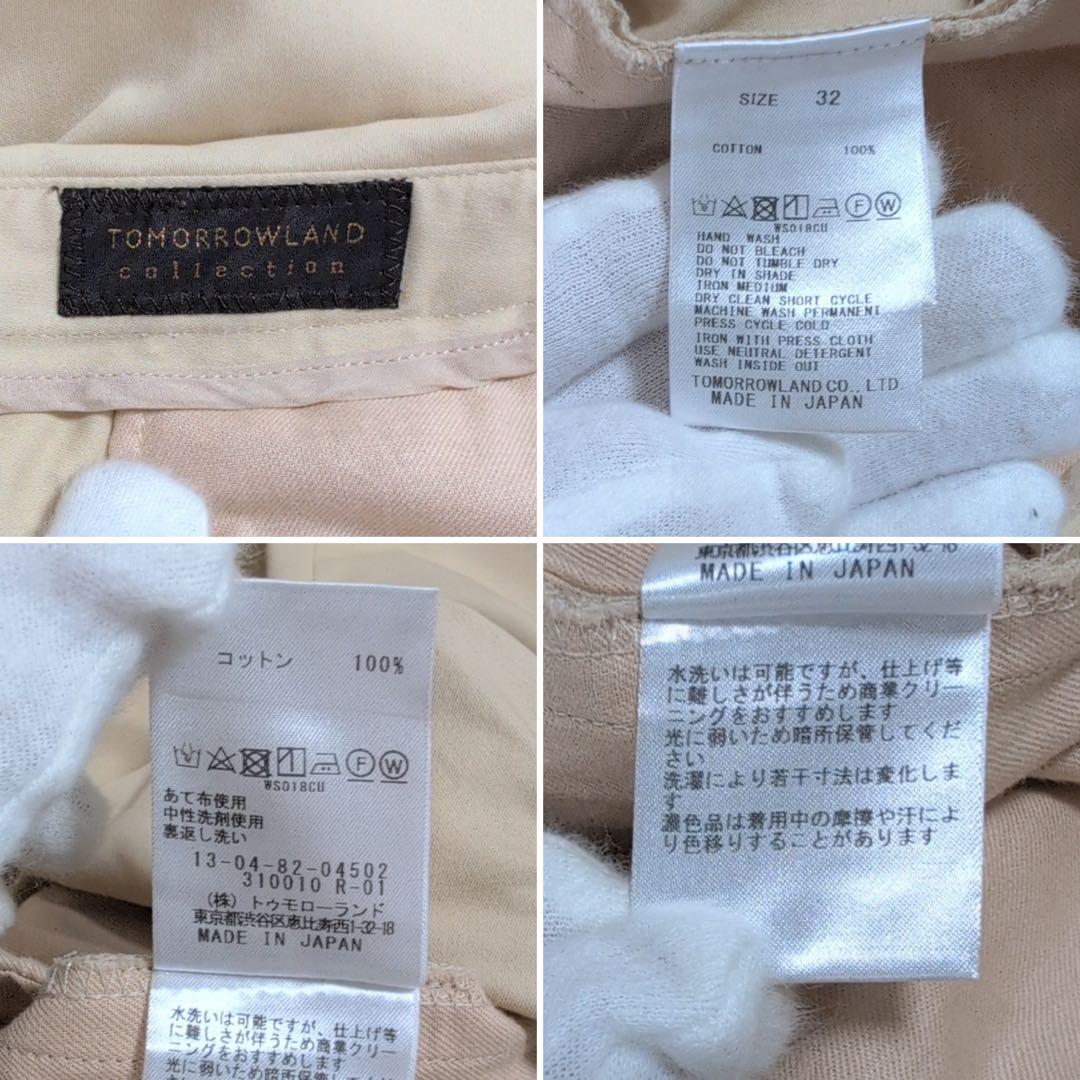 TOMORROWLAND
collection
SIZE 32
COTTON 100%
F W
WS018CU
HAND WASH
DO NOT BLEACH
DO NOT TUMBLE DRY
DRY IN SHADE
IRON MEDIUM
DRY CLEAN SHORT CYCLE
MACHINE WASH PERMANENT
PRESS CYCLE COLD
IRON WITH PRESS CLOTH
USE NEUTRAL DETERGENT
WASH INSIDE OUT
TOMORROWLAND CO., LTD
MADE IN JAPAN
コットン 100%
F W
WS018CU
あて布使用
中性洗剤使用
裏返し洗い
13-04-82-04502
310010 R-01
(株)トゥモローランド
東京都渋谷区恵比寿西1-32-18
MADE IN JAPAN
水洗いは可能ですが、仕上げ等
に難しさが伴うため商業クリー
ニングをおすすめします
光に弱いため暗所保管してくだ
東京都渋谷区恵比寿西1-32-18
MADE IN JAPAN
水洗いは可能ですが、仕上げ等
に難しさが伴うため商業クリー
ニングをおすすめします
光に弱いため暗所保管してくだ
さい
洗濯により若干寸法は変化しま
す
濃色品は着用中の摩擦や汗によ
り色移りすることがあります